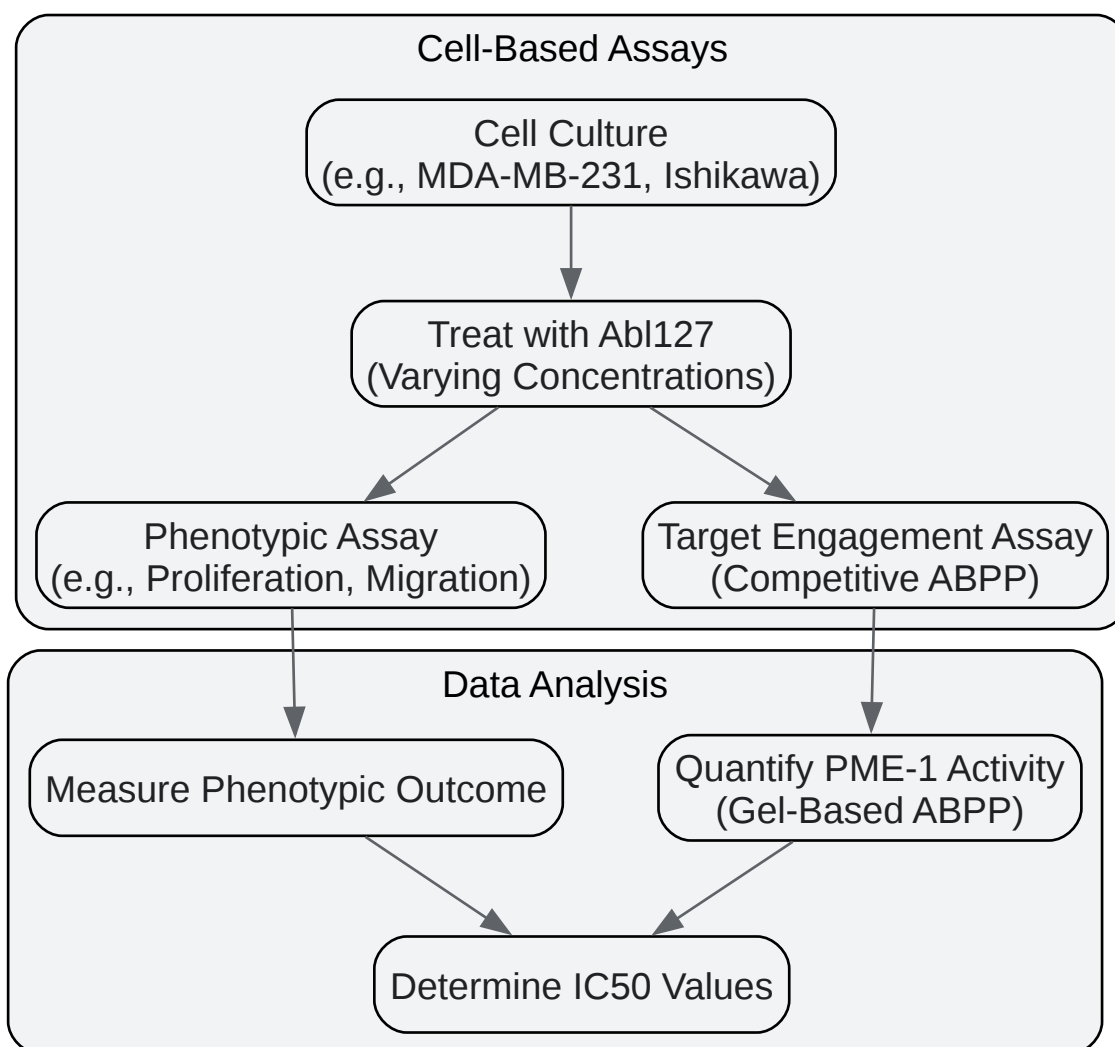 Cell-Based Assays
Cell Culture
(e.g., MDA-MB-231, Ishikawa)
Treat with Abl127
(Varying Concentrations)
Phenotypic Assay
(e.g., Proliferation, Migration)
Target Engagement Assay
(Competitive ABPP)
Data Analysis
Measure Phenotypic Outcome
Quantify PME-1 Activity
(Gel-Based ABPP)
Determine IC50 Values